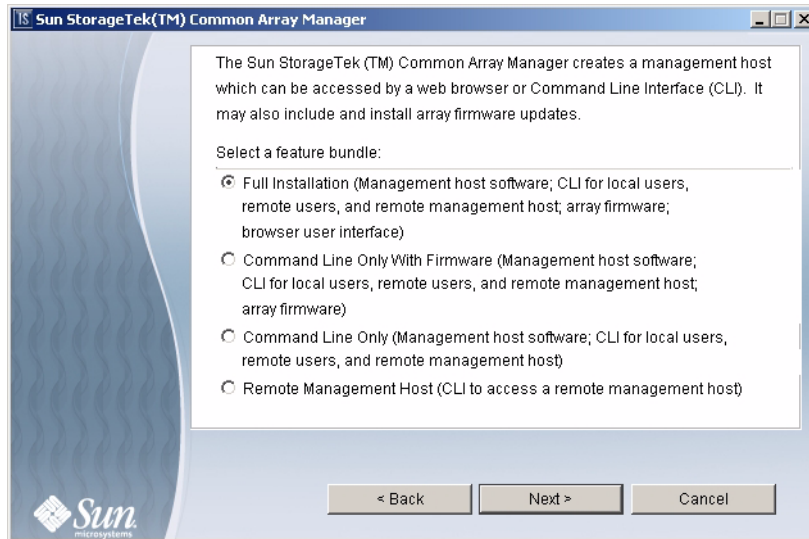 Sun StorageTek(TM) Common Array Manager
The Sun StorageTek (TM) Common Array Manager creates a management host
which can be accessed by a web browser or Command Line Interface (CLI). It
may also include and install array firmware updates.
Select a feature bundle:
Full Installation (Management host software; CLI for local users,
remote users, and remote management host; array firmware;
browser user interface)
Command Line Only With Firmware (Management host software;
CLI for local users, remote users, and remote management host;
array firmware)
Command Line Only (Management host software; CLI for local users,
remote users, and remote management host)
Remote Management Host (CLI to access a remote management host)
< Back
Next >
Cancel
Sun
microsystems